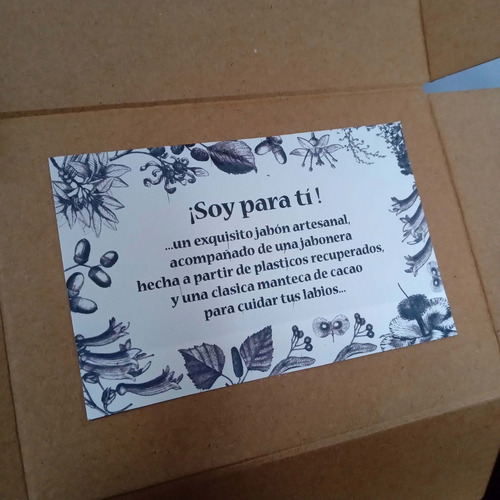 ¡Soy para tí !
...un exquisito jabón artesanal,
acompañado de una jabonera
hecha a partir de plasticos recuperados,
y una clasica manteca de cacao
para cuidar tus labios...